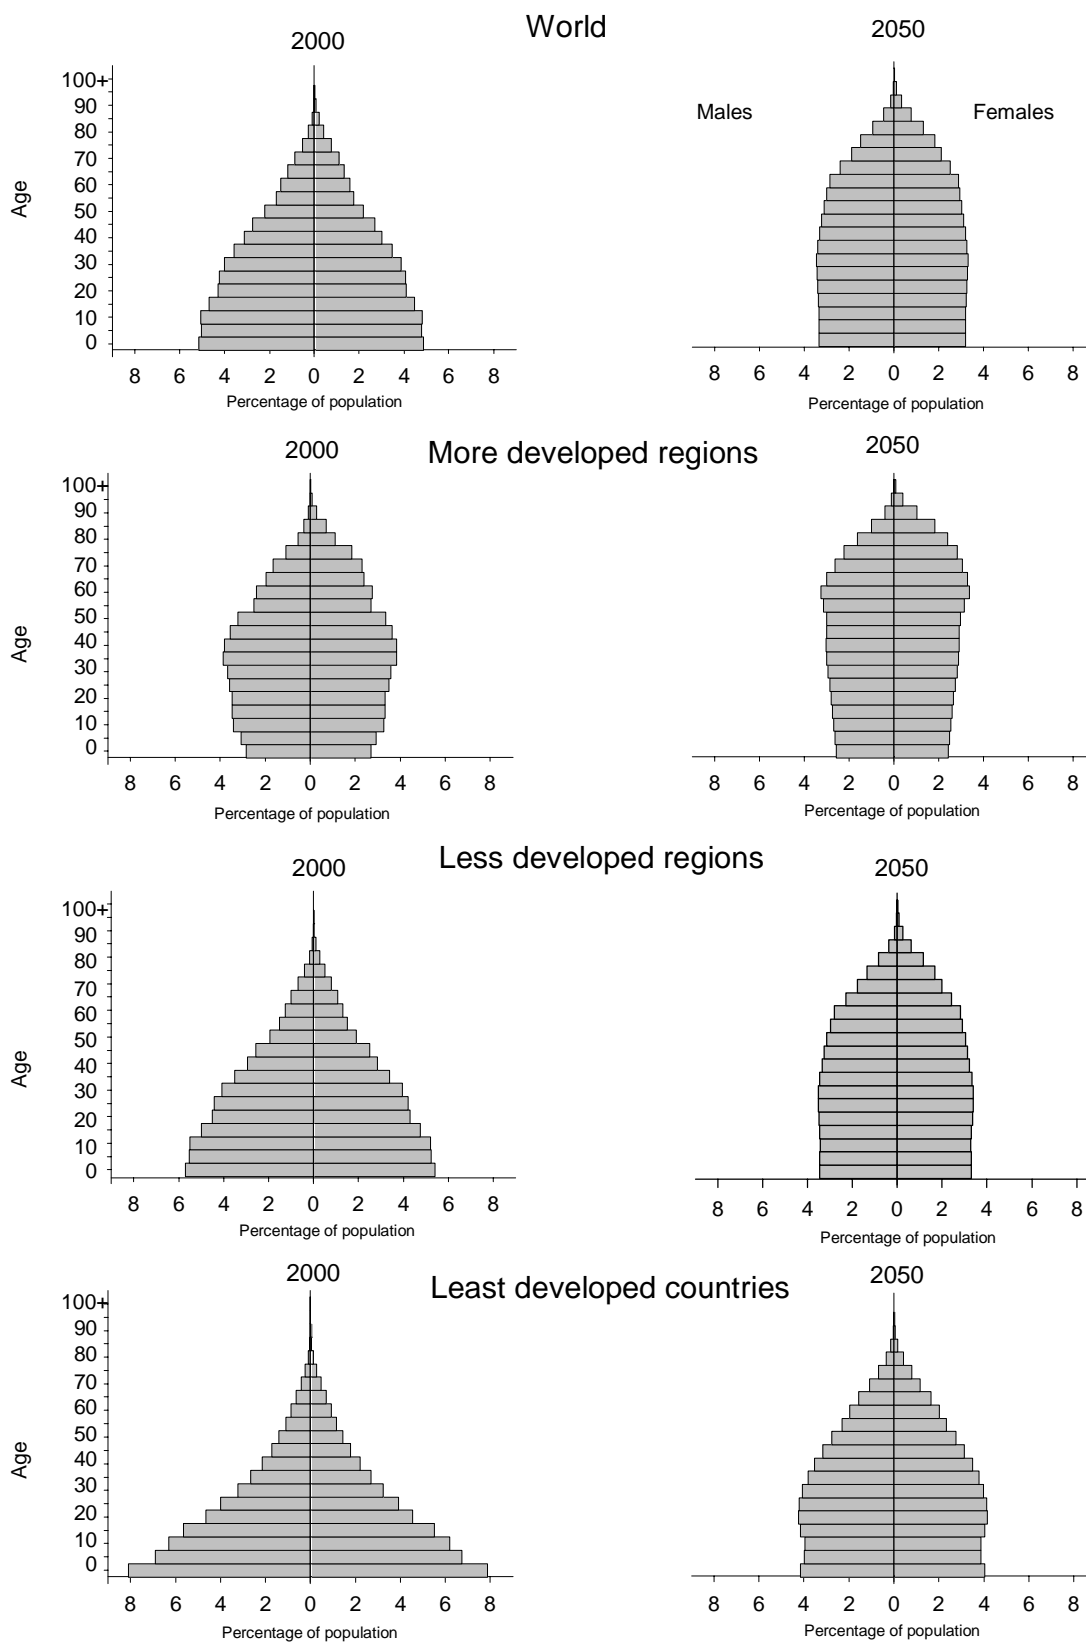 World
2000
2050
100+
90
80
70
60
50
40
30
20
10
0
Age
Males
Females
8 6 4 2 0 2 4 6 8
8 6 4 2 0 2 4 6 8
Percentage of population
Percentage of population
More developed regions
2000
2050
100+
90
80
70
60
50
40
30
20
10
0
Age
8 6 4 2 0 2 4 6 8
8 6 4 2 0 2 4 6 8
Percentage of population
Percentage of population
Less developed regions
2000
2050
100+
90
80
70
60
50
40
30
20
10
0
Age
8 6 4 2 0 2 4 6 8
8 6 4 2 0 2 4 6 8
Percentage of population
Percentage of population
Least developed countries
2000
2050
100+
90
80
70
60
50
40
30
20
10
0
Age
8 6 4 2 0 2 4 6 8
8 6 4 2 0 2 4 6 8
Percentage of population
Percentage of population